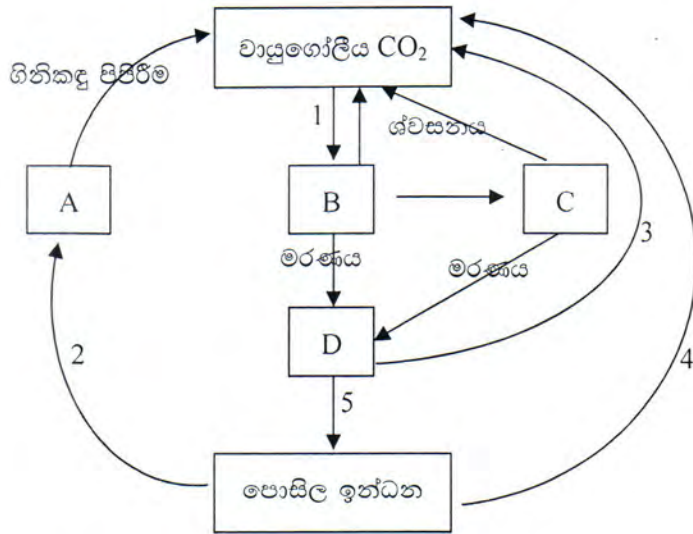 වායුගෝලීය CO₂
ගිනිකඳු පිපිරීම
1
ශ්වසනය
A
B
C
3
මරණය
මරණය
D
2
4
5
පොසිල ඉන්ධන